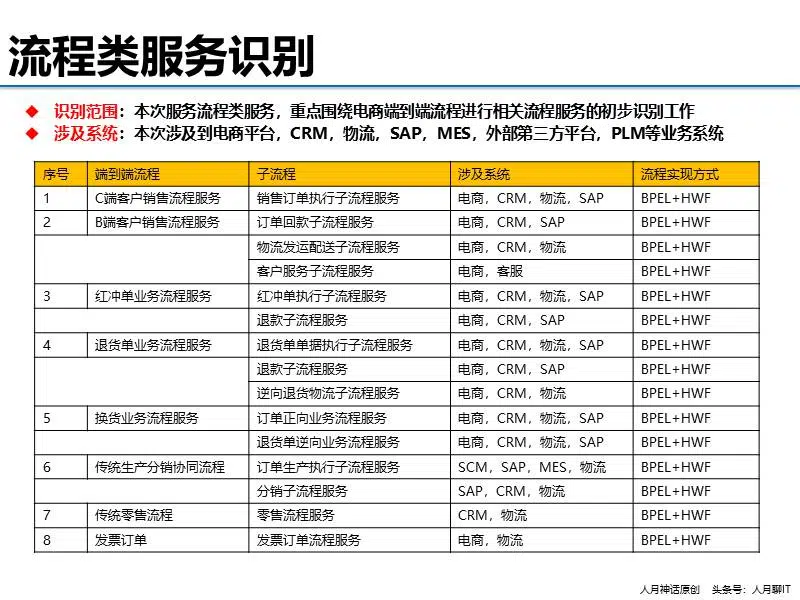 流程类服务识别
◆ 识别范围：本次服务流程类服务，重点围绕电商端到端流程进行相关流程服务的初步识别工作
◆ 涉及系统：本次涉及到电商平台，CRM，物流，SAP，MES，外部第三方平台，PLM等业务系统
序号 端到端流程 子流程 涉及系统 流程实现方式
1 C端客户销售流程服务 销售订单执行子流程服务 电商，CRM，物流，SAP BPEL+HWF
2 B端客户销售流程服务 订单回款子流程服务 电商，CRM，SAP BPEL+HWF
物流发运配送子流程服务 电商，CRM，物流 BPEL+HWF
客户服务子流程服务 电商，客服 BPEL+HWF
3 红冲单业务流程服务 红冲单执行子流程服务 电商，CRM，物流，SAP BPEL+HWF
退款子流程服务 电商，CRM，SAP BPEL+HWF
4 退货单业务流程服务 退货单单据执行子流程服务 电商，CRM，物流，SAP BPEL+HWF
退款子流程服务 电商，CRM，SAP BPEL+HWF
逆向退货物流子流程服务 电商，CRM，物流 BPEL+HWF
5 换货业务流程服务 订单正向业务流程服务 电商，CRM，物流，SAP BPEL+HWF
退货单逆向业务流程服务 电商，CRM，物流，SAP BPEL+HWF
6 传统生产分销协同流程 订单生产执行子流程服务 SCM，SAP，MES，物流 BPEL+HWF
分销子流程服务 SAP，CRM，物流 BPEL+HWF
7 传统零售流程 零售流程服务 CRM，物流 BPEL+HWF
8 发票订单 发票订单流程服务 电商，物流 BPEL+HWF
人月神话原创 头条号：人月聊IT